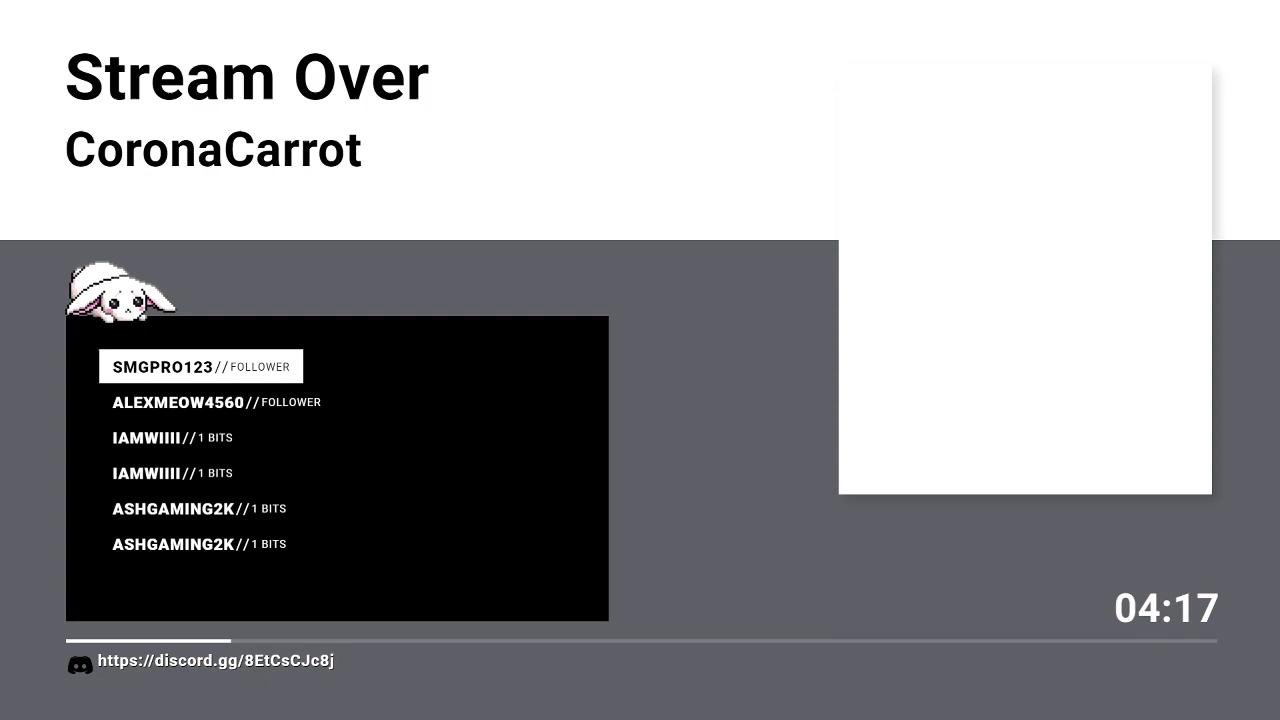 Stream Over
CoronaCarrot
SMGPRO123//FOLLOWER
ALEXMEOW4560//FOLLOWER
IAMWIIII//1 BITS
IAMWIIII//1 BITS
ASHGAMING2K//1 BITS
ASHGAMING2K//1 BITS
04:17
https://discord.gg/8EtCsCJc8j